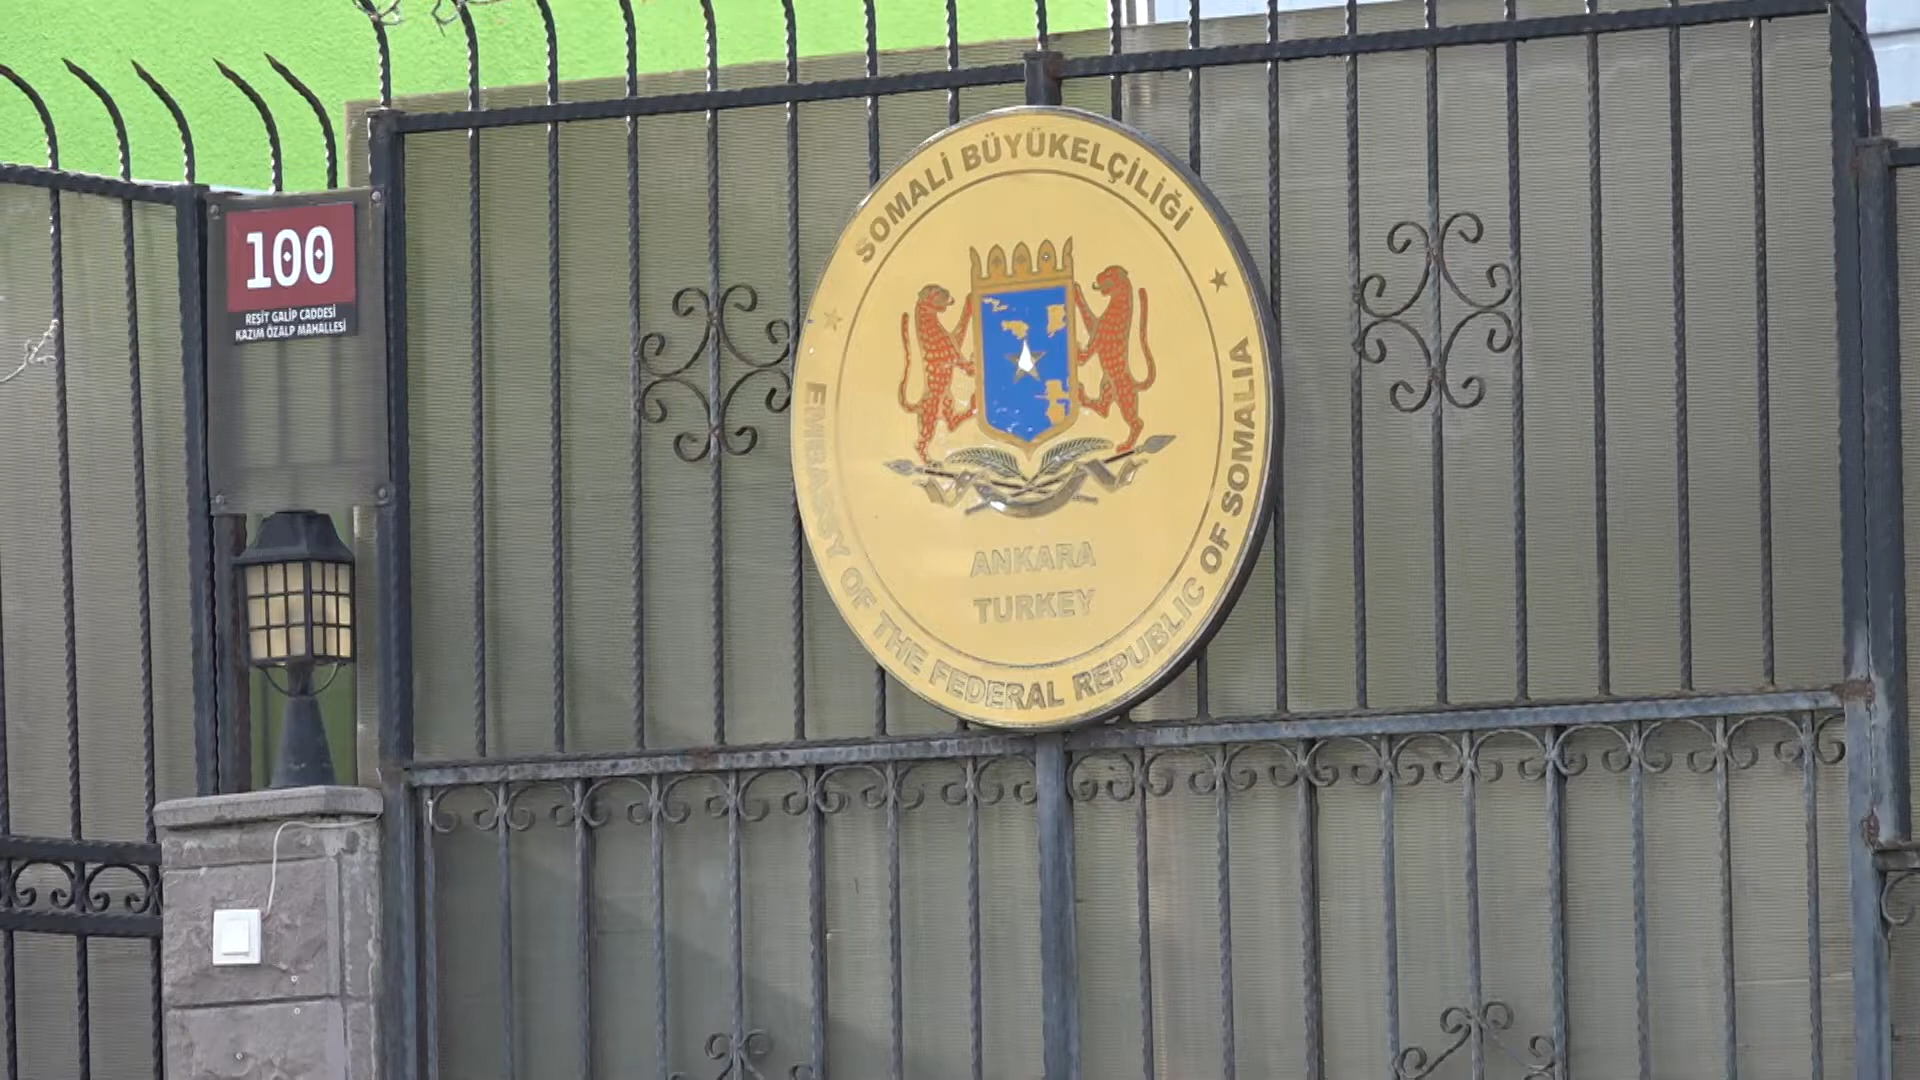 100
REŞİT GALİP CADDESİ
KAZIM ÖZALP MAHALLESİ
SOMALİ BÜYÜKELÇİLİĞİ
ANKARA
TURKEY
EMBASSY OF THE FEDERAL REPUBLIC OF SOMALIA